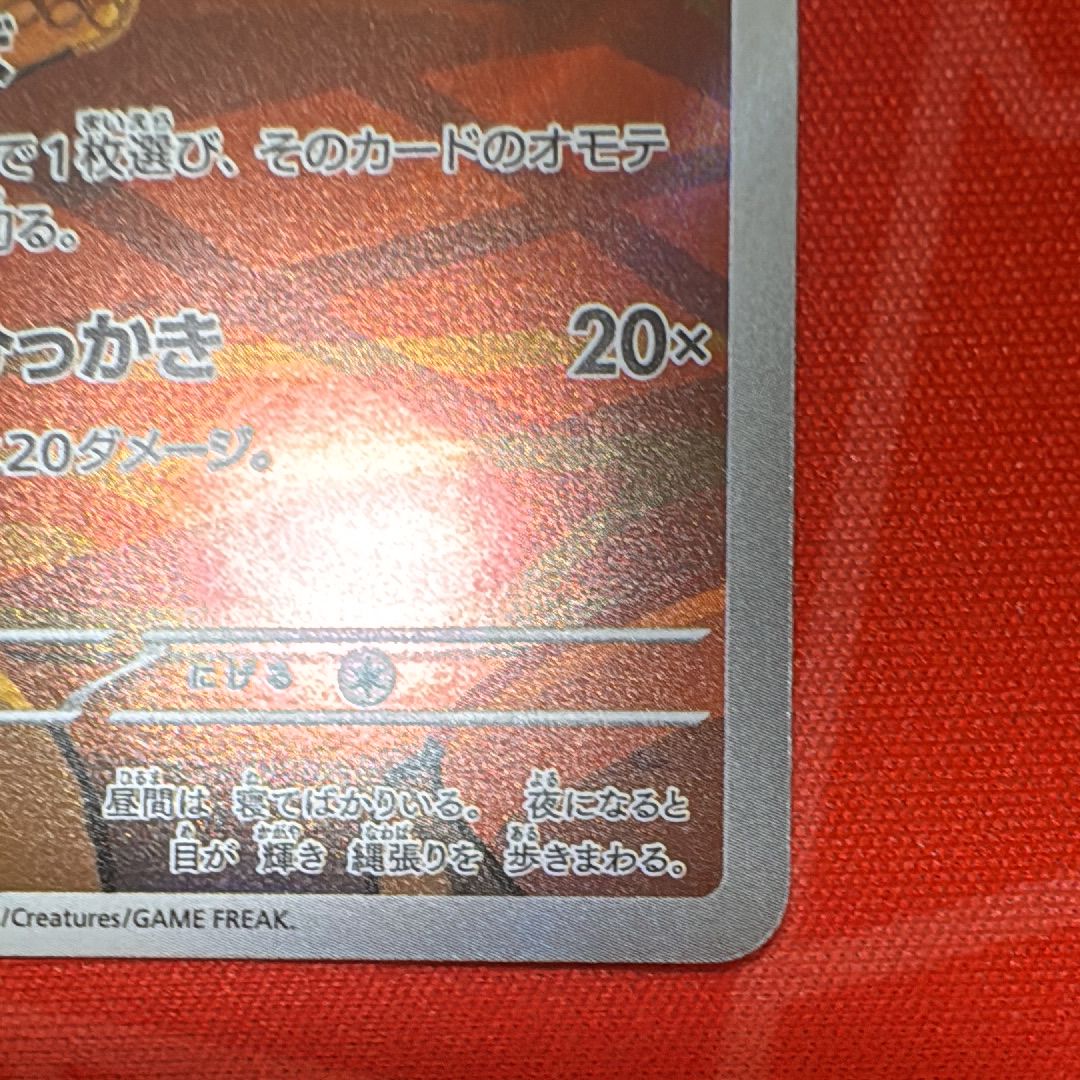 で1枚選び、そのカードのオモテ
る。
っかき 20×
20ダメージ。
にげる
昼間は 寝てばかりいる。 夜になると
目が 輝き 縄張りを 歩きまわる。
/Creatures/GAME FREAK.